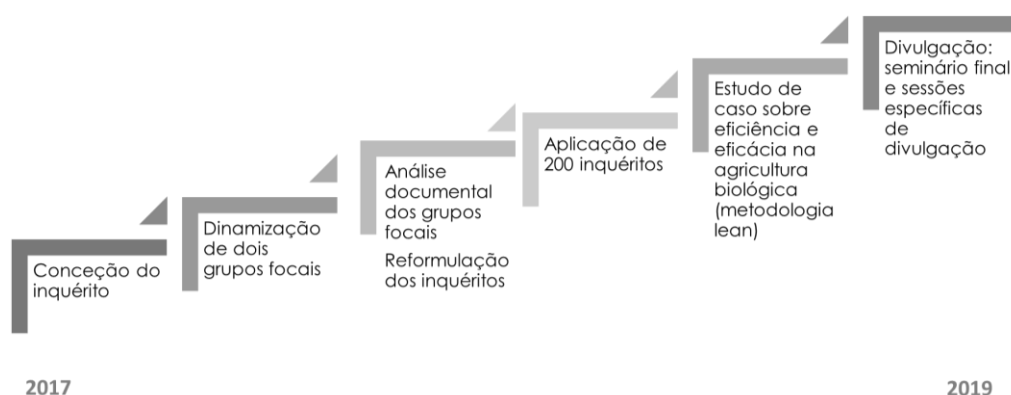 Conceção do
inquérito
Dinamização
de dois
grupos focais
Análise
documental
dos grupos
focais
Reformulação
dos inquéritos
Aplicação de
200 inquéritos
Estudo de
caso sobre
eficiência e
eficácia na
agricultura
biológica
(metodologia
lean)
Divulgação:
seminário final
e sessões
específicas
de
divulgação
2017
2019